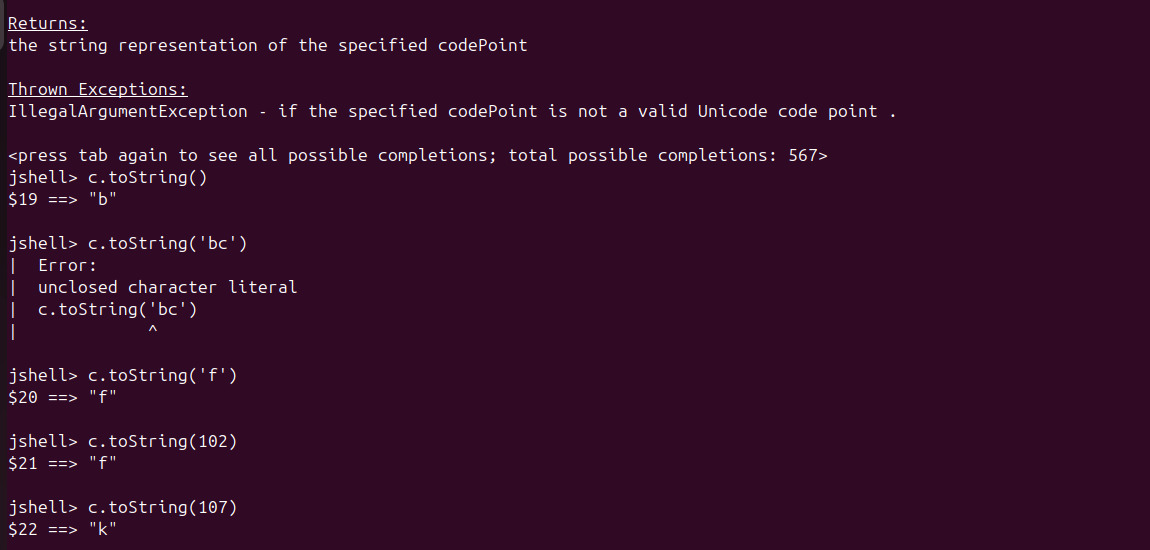 Returns:
the string representation of the specified codePoint
Thrown Exceptions:
IllegalArgumentException - if the specified codePoint is not a valid Unicode code point .
<press tab again to see all possible completions; total possible completions: 567>
jshell> c.toString()
$19 ==> "b"
jshell> c.toString('bc')
|  Error:
|  unclosed character literal
|  c.toString('bc')
|             ^
jshell> c.toString('f')
$20 ==> "f"
jshell> c.toString(102)
$21 ==> "f"
jshell> c.toString(107)
$22 ==> "k"